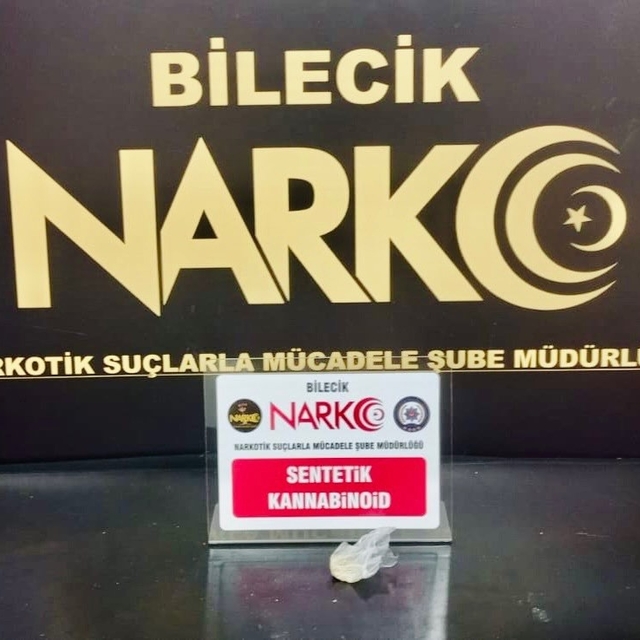 BİLECİK
NARKO
NARKOTİK SUÇLARLA MÜCADELE ŞUBE MÜDÜRLÜ
BİLECİK
NARKO
NARKOTİK SUÇLARLA MÜCADELE ŞUBE MÜDÜRLÜĞÜ
SENTETİK
KANNABİNOİD